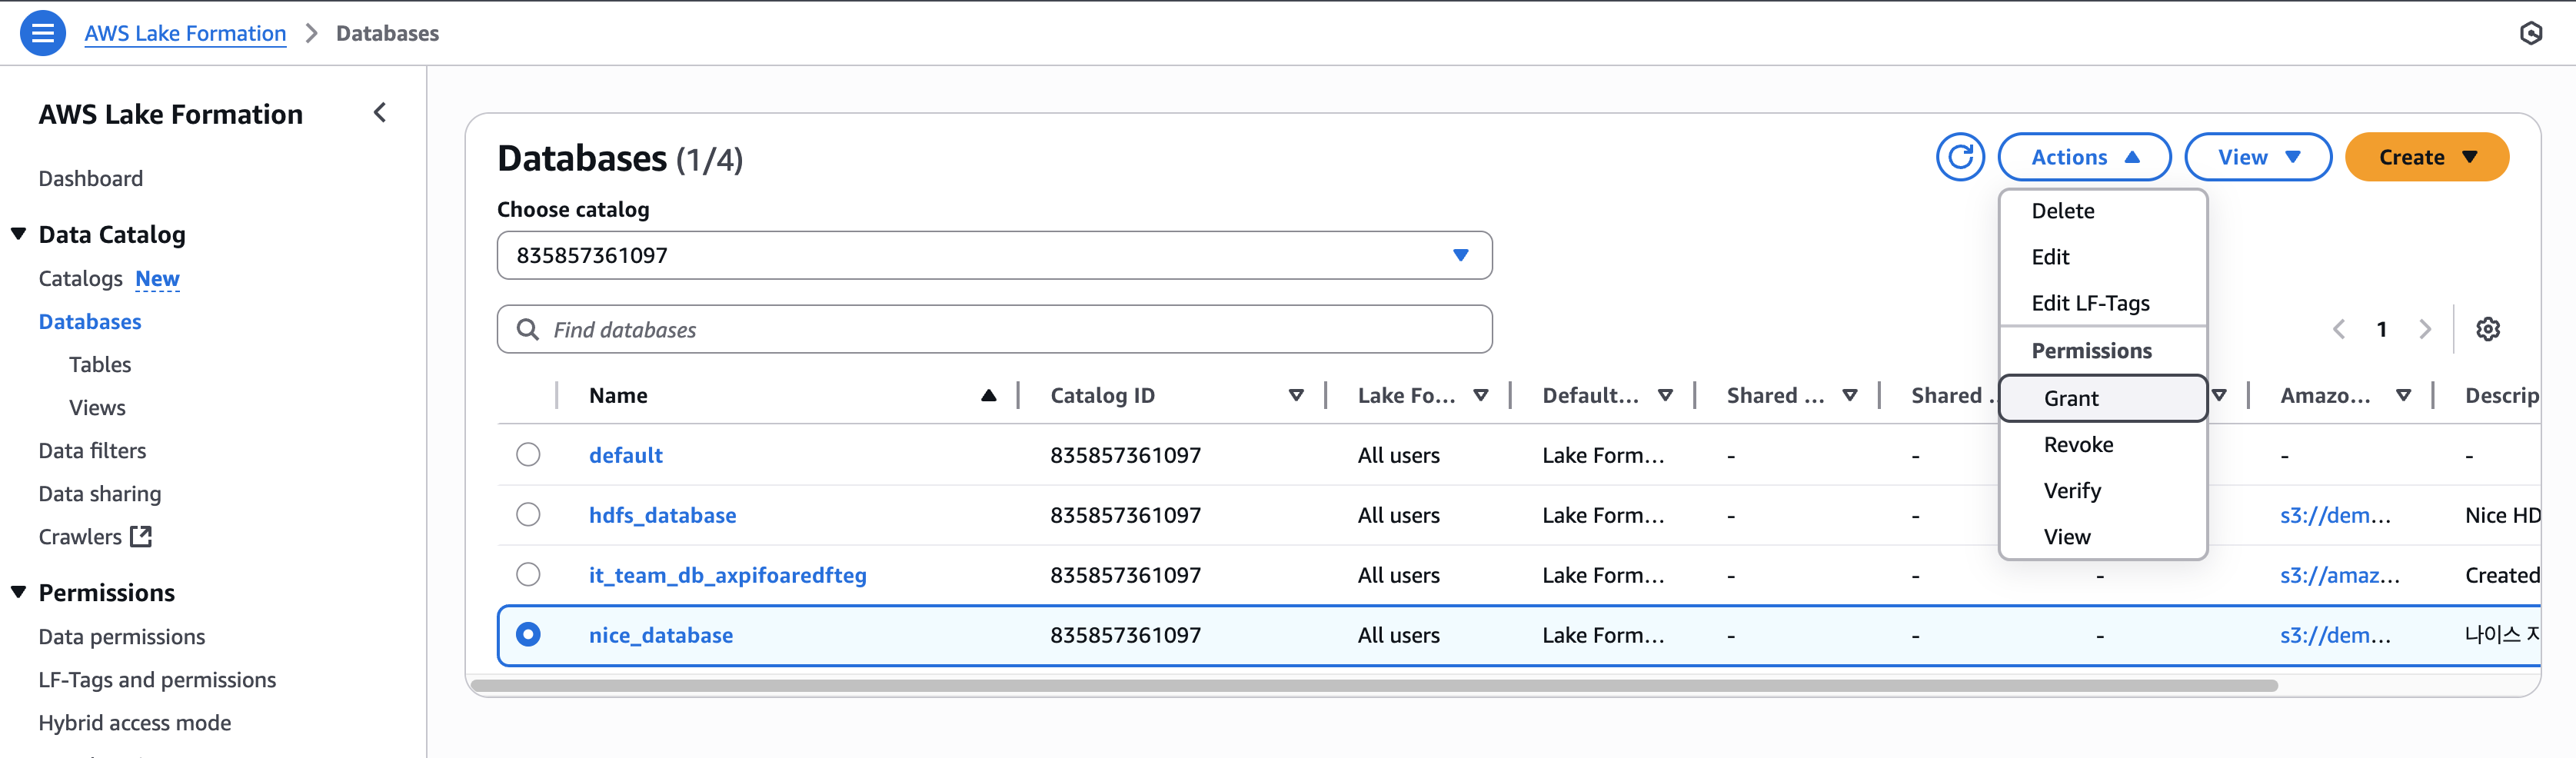 AWS Lake Formation > Databases
AWS Lake Formation
Dashboard
Data Catalog
Catalogs New
Databases
Tables
Views
Data filters
Data sharing
Crawlers
Permissions
Data permissions
LF-Tags and permissions
Hybrid access mode
Databases (1/4)
Actions
View
Create
Choose catalog
835857361097
Find databases
1
Delete
Edit
Edit LF-Tags
Permissions
Grant
Revoke
Verify
View
Name Catalog ID Lake Fo... Default... Shared ... Shared .. Amazo... Descrip
default 835857361097 All users Lake Form... - - - -
hdfs_database 835857361097 All users Lake Form... - - s3://dem... Nice HD
it_team_db_axpifoaredfteg 835857361097 All users Lake Form... - - - s3://amaz... Created
nice_database 835857361097 All users Lake Form... - - - s3://dem... 나이스